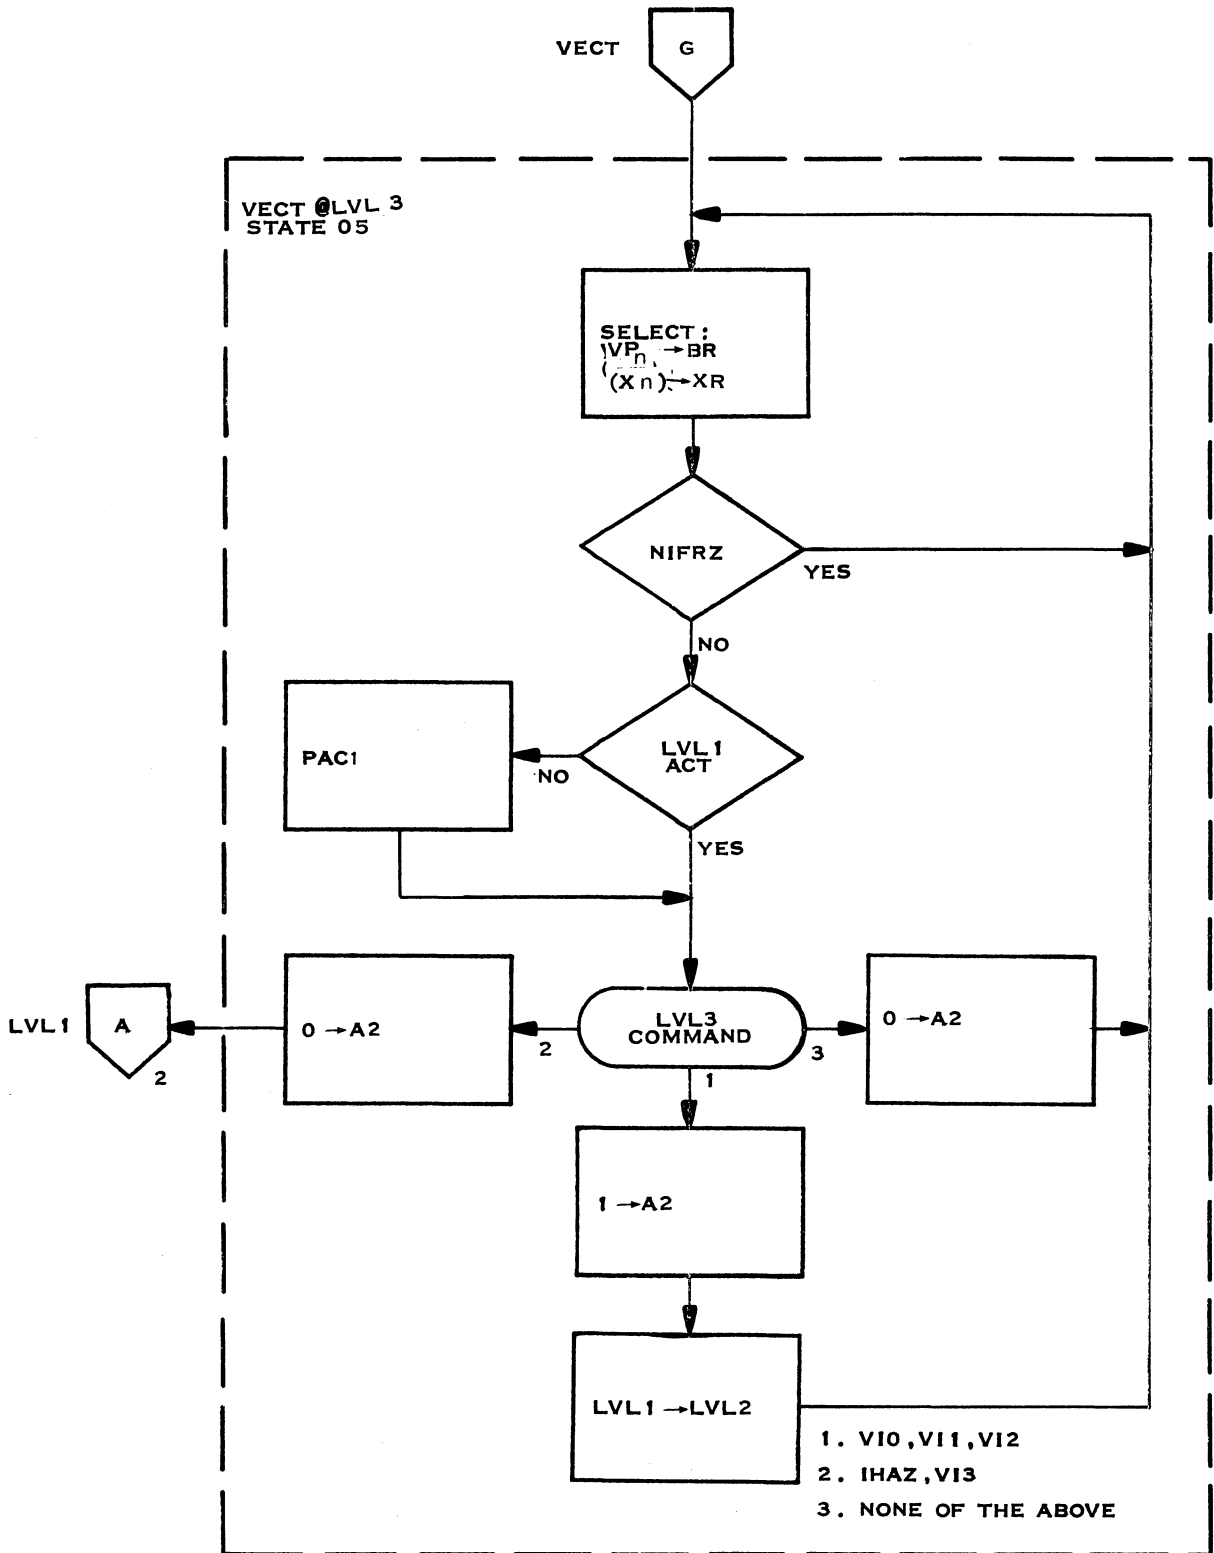 VECT
G
VECT @LVL 3
STATE 05
SELECT:
(VPn →BR
(Xn) →XR
NIFRZ
YES
NO
LVL1
ACT
NO
YES
PAC1
LVL1
A
2
0 →A2
2
LVL3
COMMAND
3
1
0 →A2
1 →A2
LVL1 →LVL2
1. VI0,VI1,VI2
2. IHAZ,VI3
3. NONE OF THE ABOVE